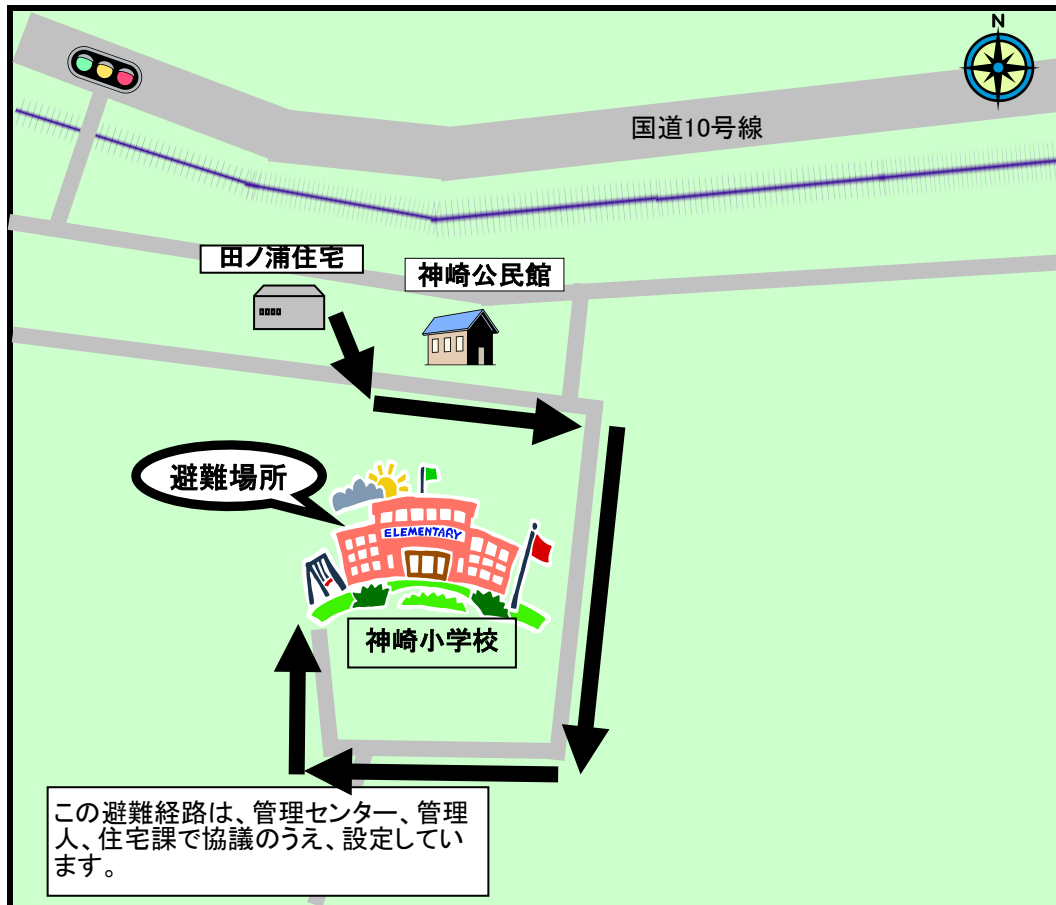 N
国道10号線
田ノ浦住宅
神崎公民館
避難場所
ELEMENTARY
神崎小学校
この避難経路は、管理センター、管理
人、住宅課で協議のうえ、設定してい
ます。